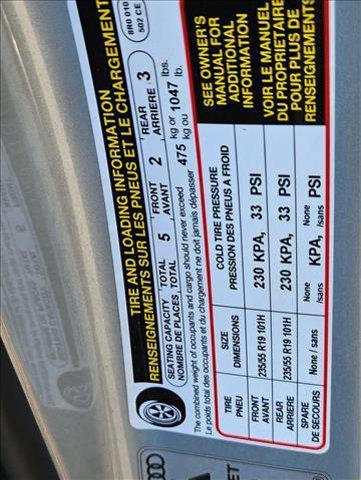 TIRE AND LOADING INFORMATION
RENSEIGNEMENTS SUR LES PNEUS ET LE CHARGEMENT
8R0 010
502 CE
SEATING CAPACITY TOTAL 5 FRONT 2 REAR 3
NOMBRE DE PLACES TOTAL AVANT ARRIERE
The combined weight of occupants and cargo should never exceed 475 kg or 1047 lbs.
Le poids total des occupants et du chargement ne doit jamais dépasser kg ou lb.
TIRE SIZE COLD TIRE PRESSURE
PNEU DIMENSIONS PRESSION DES PNEUS A FROID
FRONT 235/55 R19 101H 230 KPA, 33 PSI
AVANT
REAR 235/55 R19 101H 230 KPA, 33 PSI
ARRIERE
SPARE None / sans None KPA, None PSI
DE SECOURS /sans /sans
SEE OWNER'S
MANUAL FOR
ADDITIONAL
INFORMATION
VOIR LE MANUEL
DU PROPRIETAIRE
POUR PLUS DE
RENSEIGNEMENTS
ET